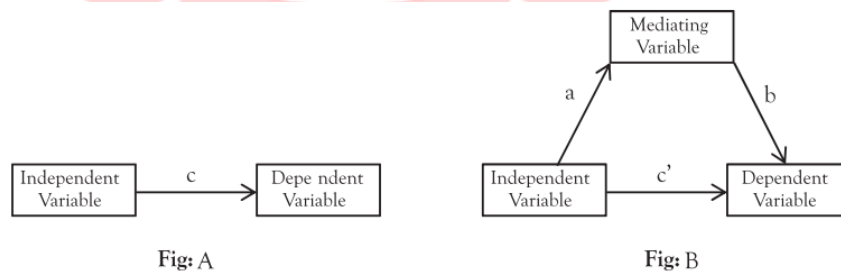 Independent
Variable
c
Depe ndent
Variable
Fig: A
Mediating
Variable
a
b
Independent
Variable
c'
Dependent
Variable
Fig: B